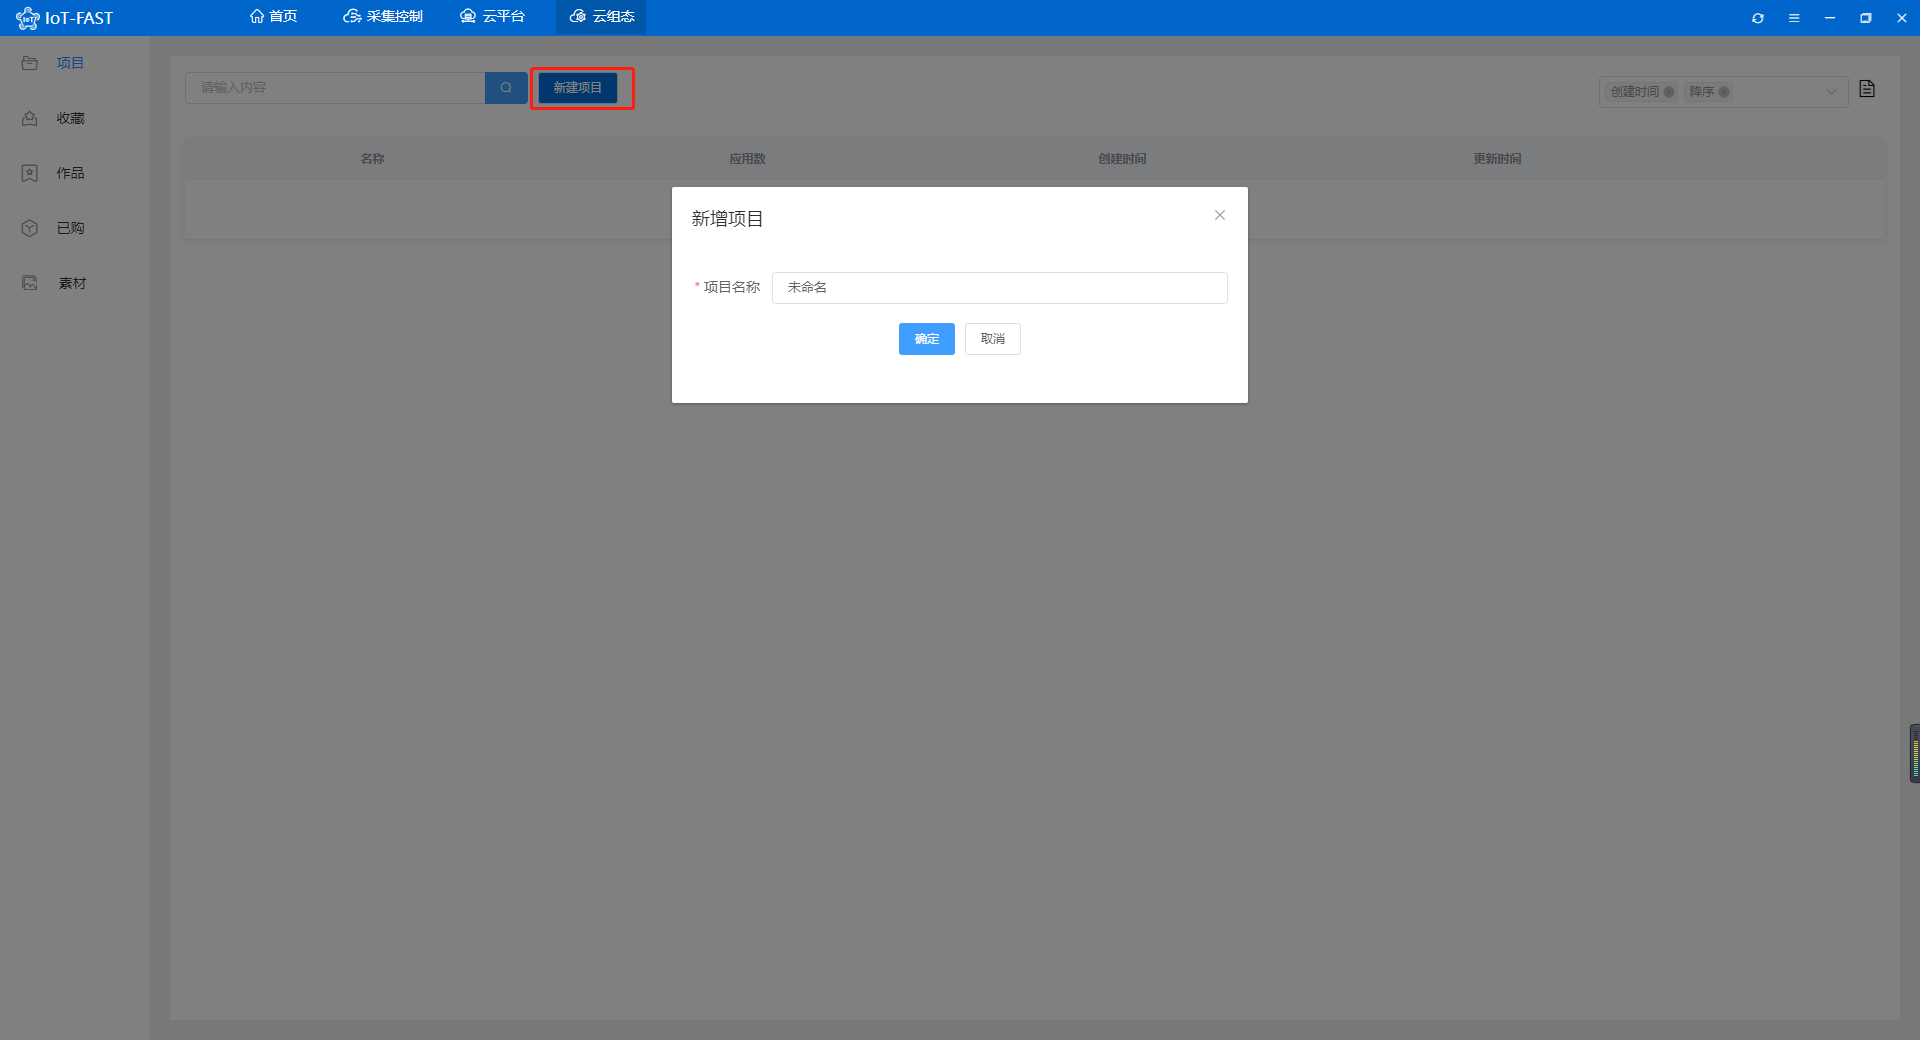 IoT-FAST
首页
采集控制
云平台
云组态
项目
收藏
作品
已购
素材
请输入内容
新建项目
创建时间
降序
名称
应用数
创建时间
更新时间
新增项目
* 项目名称
未命名
确定
取消